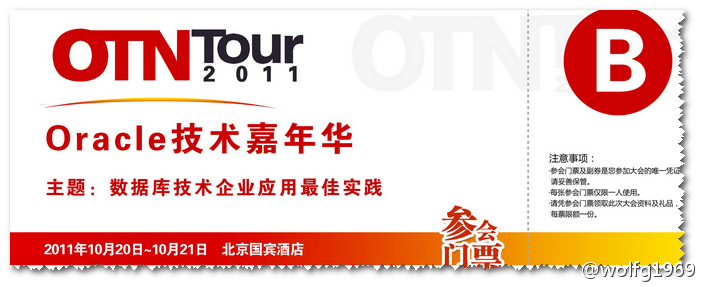 OTN Tour
2011
Oracle技术嘉年华
主题：数据库技术企业应用最佳实践
2011年10月20日~10月21日 北京国宾酒店
参会
门票
B
注意事项：
·参会门票及副券是您参加大会的唯一凭证
请妥善保管。
·每张参会门票仅限一人使用。
·请凭参会门票领取此次大会资料及礼品，
每票限额一份。
@wolfg1969